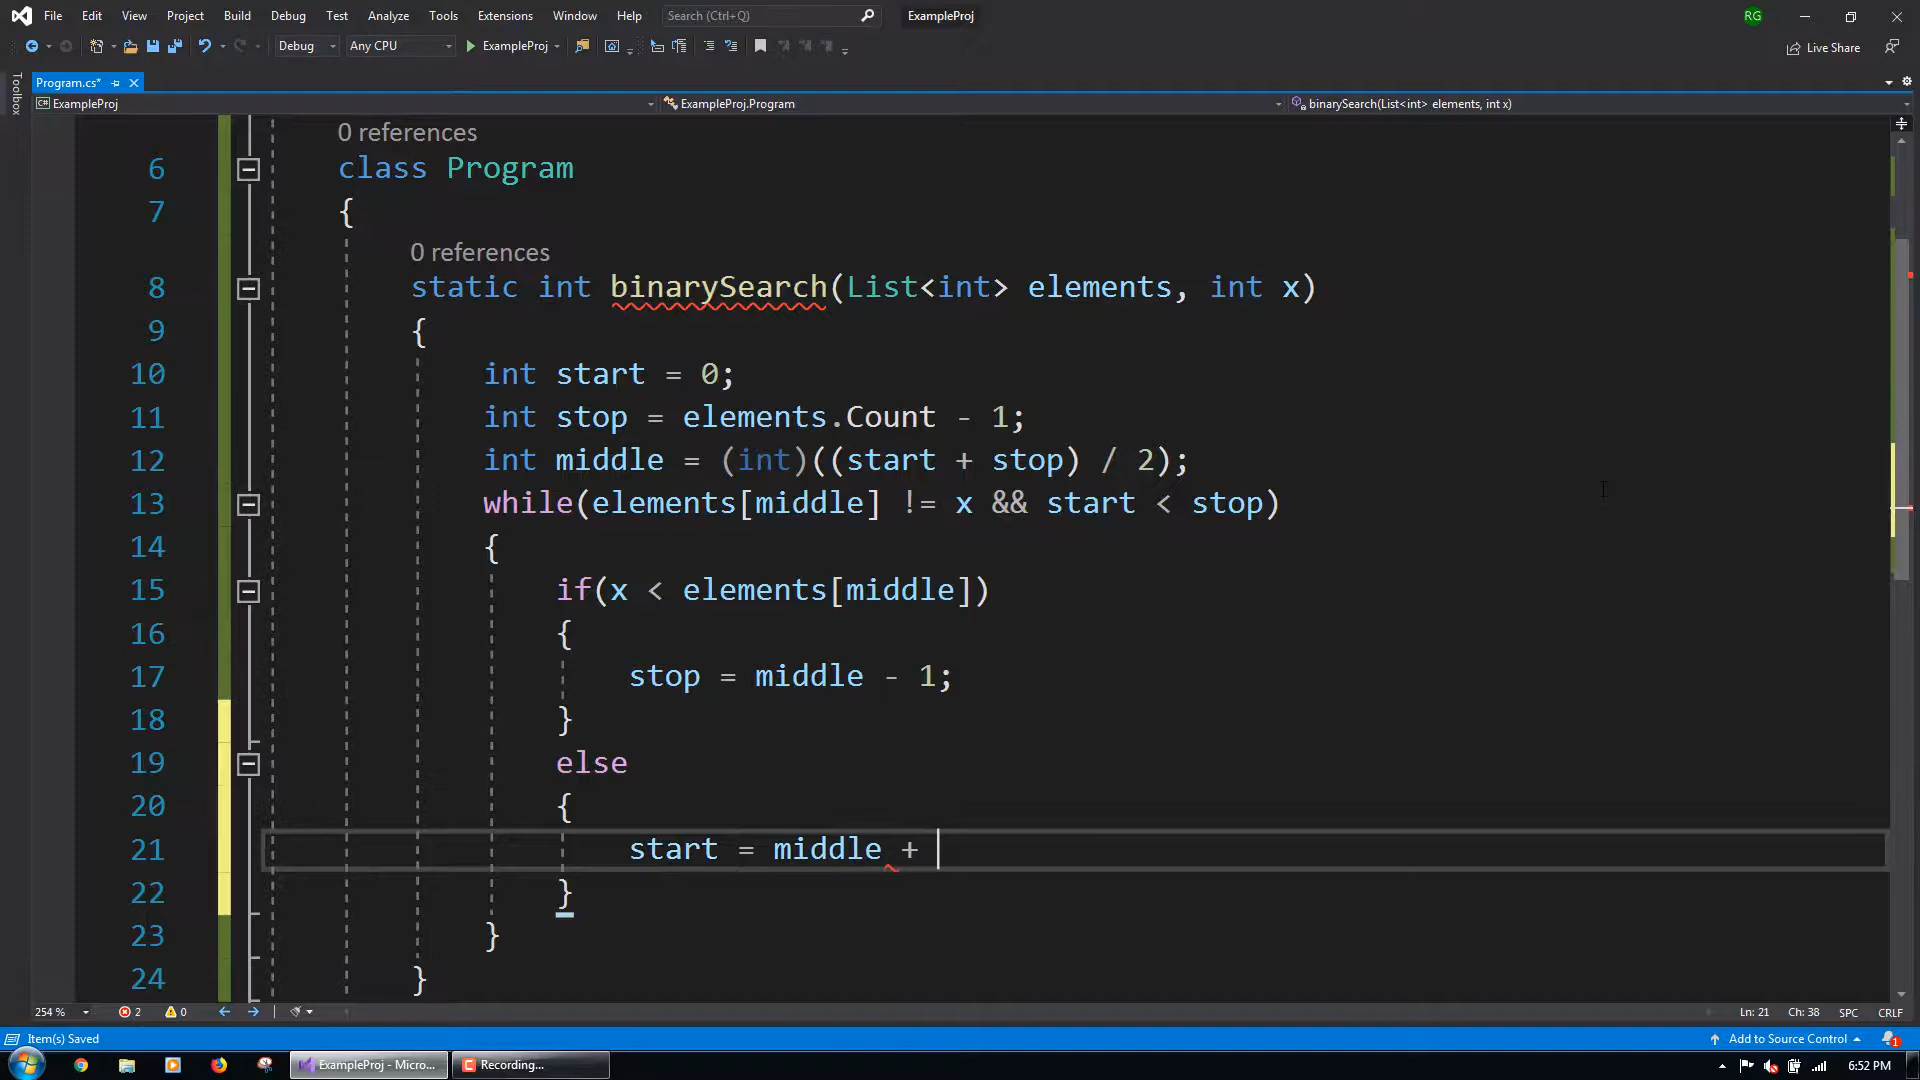 File Edit View Project Build Debug Test Analyze Tools Extensions Window Help Search (Ctrl+Q) ExampleProj RG
Debug Any CPU ExampleProj Live Share
Program.cs*
Toolbox
C# ExampleProj ExampleProj.Program binarySearch(List<int> elements, int x)
0 references
6 class Program
7 {
0 references
8 static int binarySearch(List<int> elements, int x)
9 {
10 int start = 0;
11 int stop = elements.Count - 1;
12 int middle = (int)((start + stop) / 2);
13 while(elements[middle] != x && start < stop)
14 {
15 if(x < elements[middle])
16 {
17 stop = middle - 1;
18 }
19 else
20 {
21 start = middle +
22 }
23 }
24 }
254 % 2 0 Ln: 21 Ch: 38 SPC CRLF
Item(s) Saved Add to Source Control 1
ExampleProj - Micro... Recording... 6:52 PM